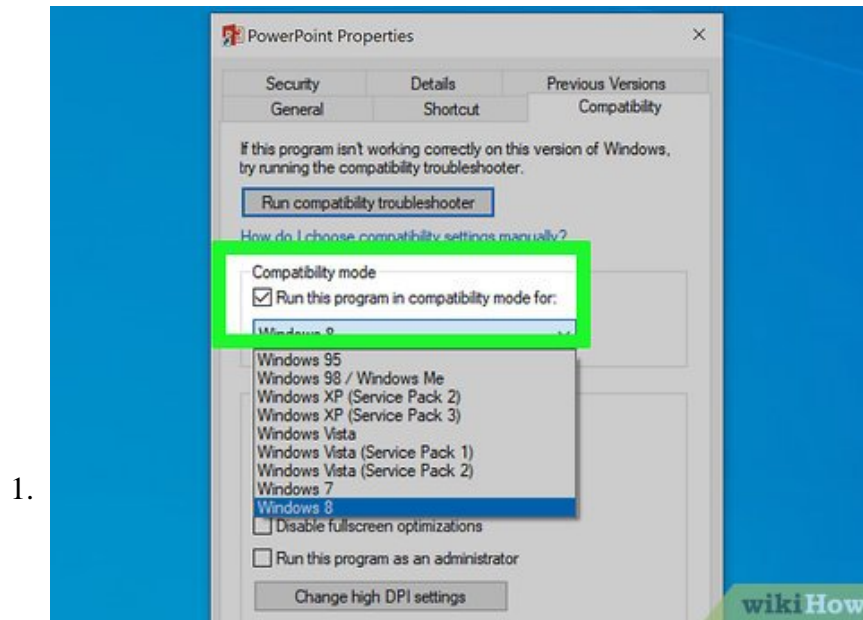 PowerPoint Properties
Security Details Previous Versions
General Shortcut Compatibility
If this program isn't working correctly on this version of Windows,
try running the compatibility troubleshooter.
Run compatibility troubleshooter
How do I choose compatibility settings manually?
Compatibility mode
Run this program in compatibility mode for:
Windows 8
Windows 95
Windows 98 / Windows Me
Windows XP (Service Pack 2)
Windows XP (Service Pack 3)
Windows Vista
Windows Vista (Service Pack 1)
Windows Vista (Service Pack 2)
Windows 7
1.
Windows 8
Disable fullscreen optimizations
Run this program as an administrator
Change high DPI settings
wikiHow